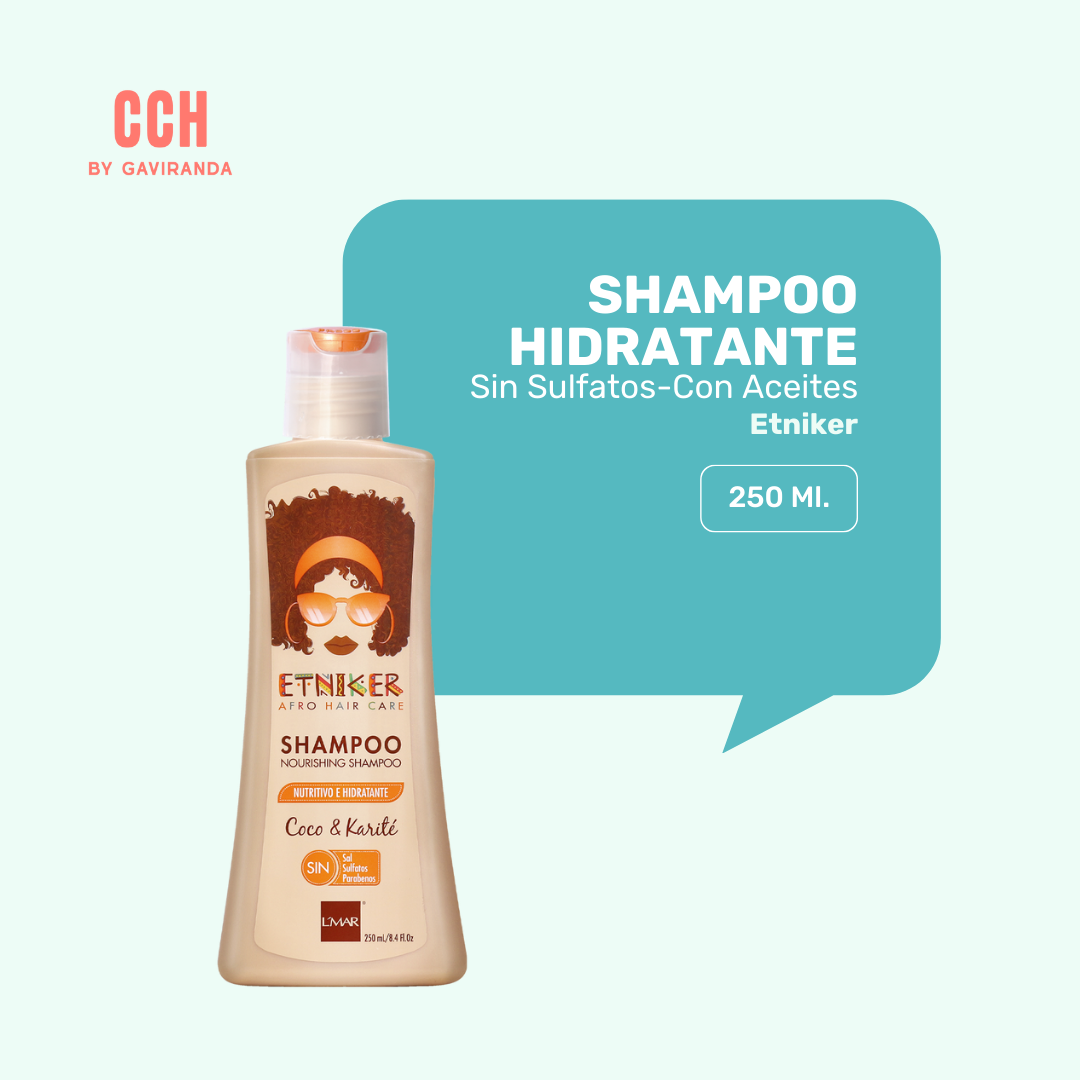 CCH
BY GAVIRANDA
SHAMPOO
HIDRATANTE
Sin Sulfatos-Con Aceites
Etniker
250 Ml.
ETNIKER
AFRO HAIR CARE
SHAMPOO
NOURISHING SHAMPOO
NUTRITIVO E HIDRATANTE
Coco & Karité
SIN
Sal
Sulfatos
Parabenos
L'MAR®
250 mL/8.4 Fl.Oz